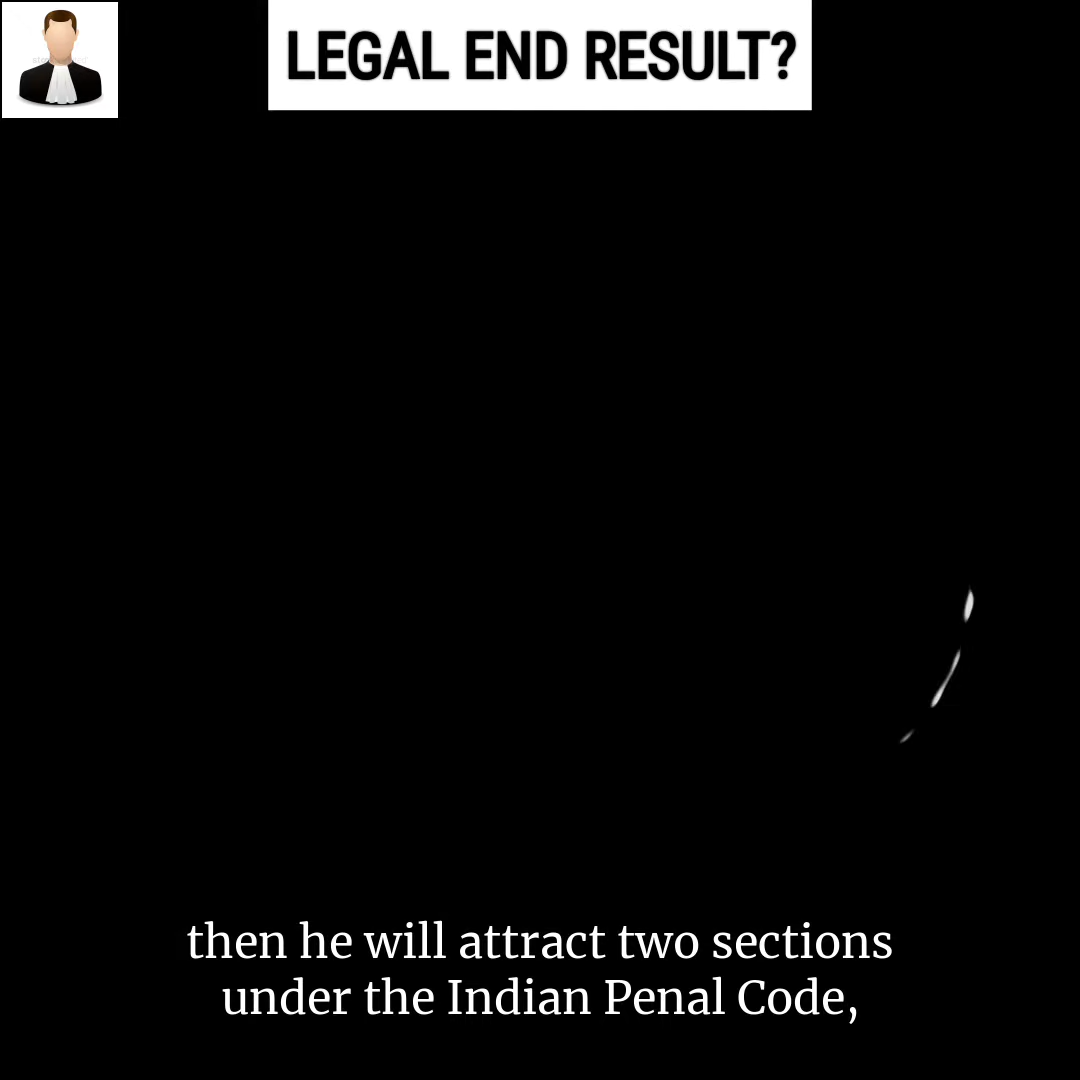 LEGAL END RESULT?
then he will attract two sections
under the Indian Penal Code,